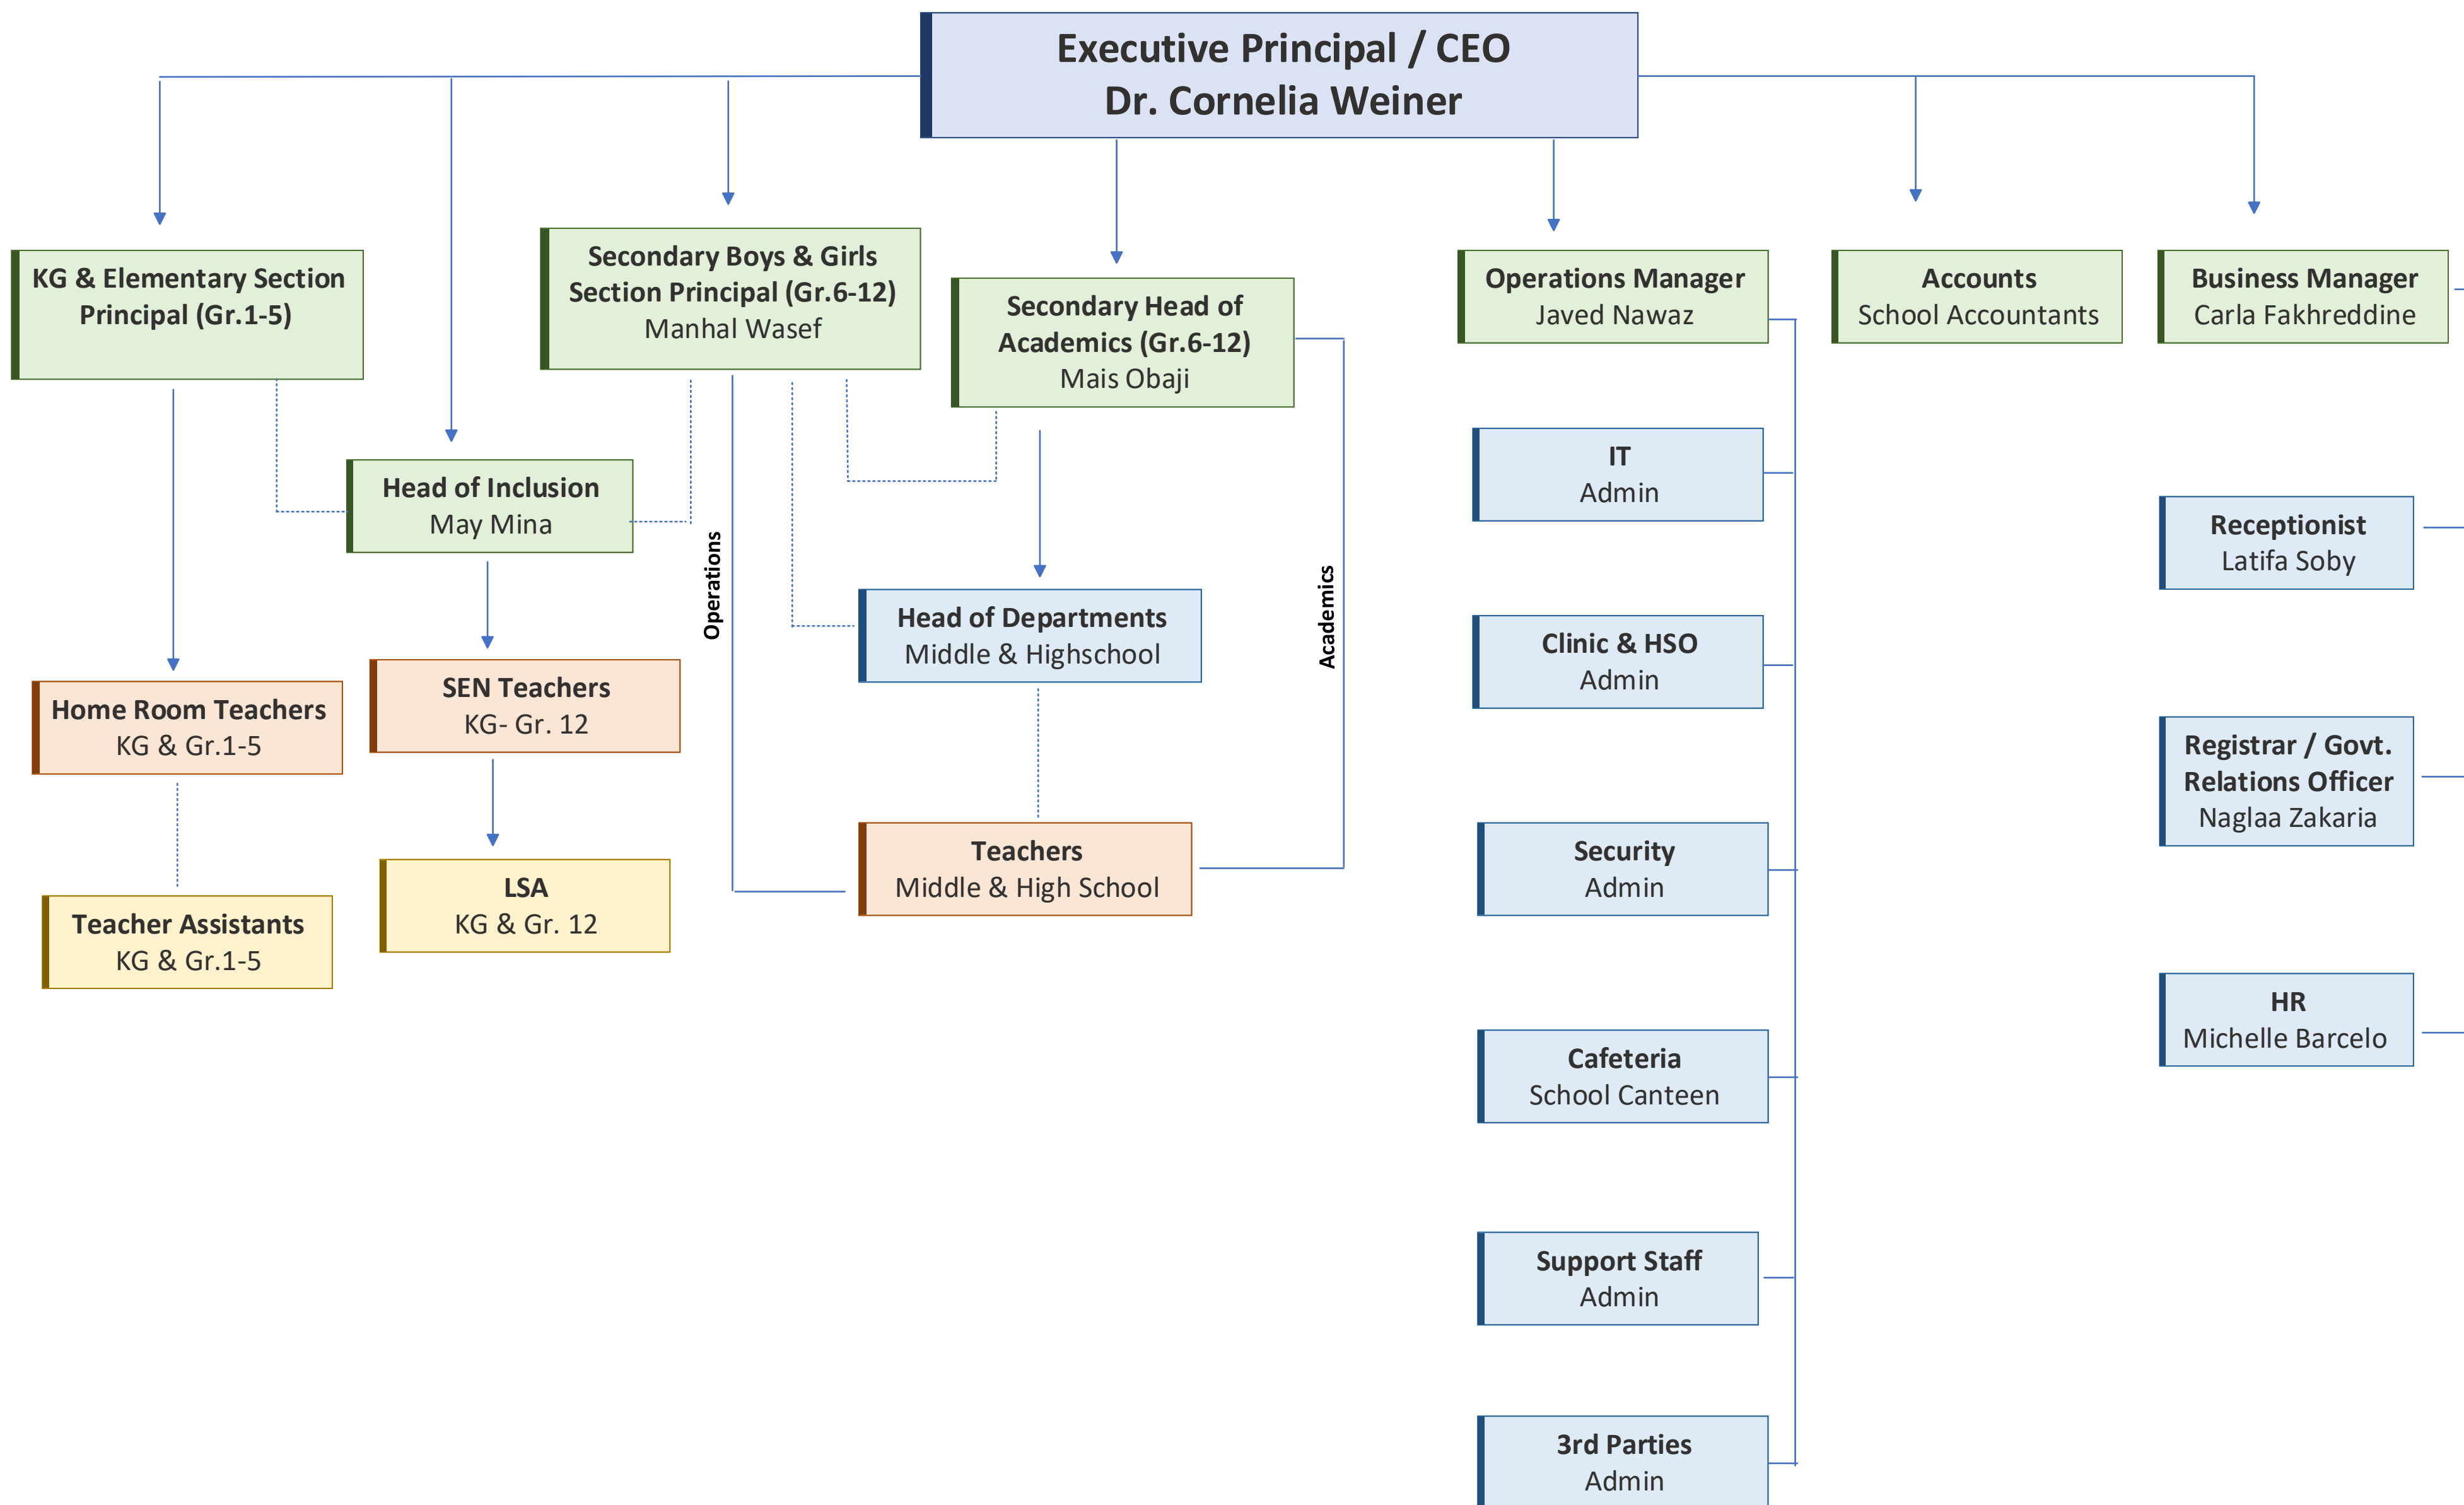 Executive Principal / CEO
Dr. Cornelia Weiner
KG & Elementary Section
Principal (Gr.1-5)
Secondary Boys & Girls
Section Principal (Gr.6-12)
Manhal Wasef
Secondary Head of
Academics (Gr.6-12)
Mais Obaji
Operations Manager
Javed Nawaz
Accounts
School Accountants
Business Manager
Carla Fakhreddine
Head of Inclusion
May Mina
IT
Admin
Receptionist
Latifa Soby
Operations
Academics
Head of Departments
Middle & Highschool
Clinic & HSO
Admin
Home Room Teachers
KG & Gr.1-5
SEN Teachers
KG- Gr. 12
Registrar / Govt.
Relations Officer
Naglaa Zakaria
Teachers
Middle & High School
Security
Admin
LSA
KG & Gr. 12
Teacher Assistants
KG & Gr.1-5
HR
Michelle Barcelo
Cafeteria
School Canteen
Support Staff
Admin
3rd Parties
Admin